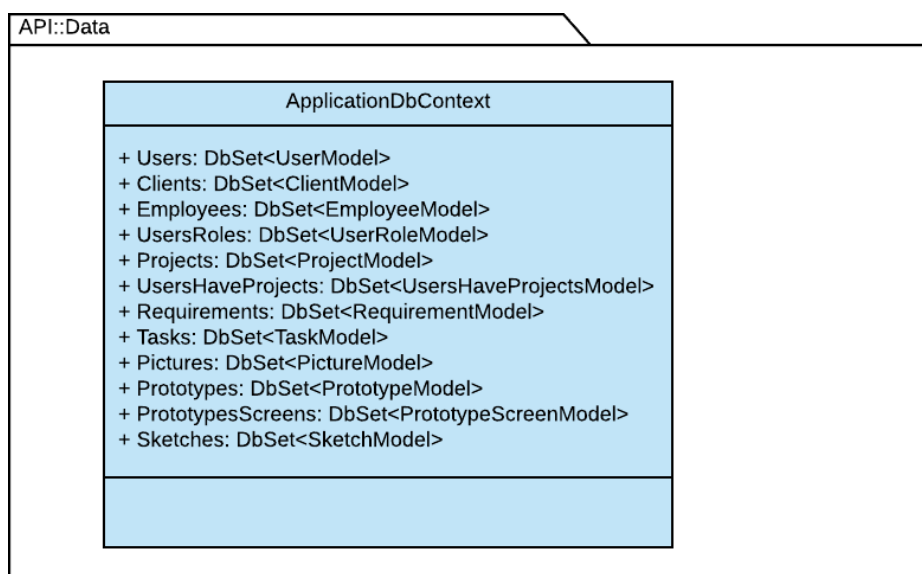 API::Data
ApplicationDbContext
+ Users: DbSet<UserModel>
+ Clients: DbSet<ClientModel>
+ Employees: DbSet<EmployeeModel>
+ UsersRoles: DbSet<UserRoleModel>
+ Projects: DbSet<ProjectModel>
+ UsersHaveProjects: DbSet<UsersHaveProjectsModel>
+ Requirements: DbSet<RequirementModel>
+ Tasks: DbSet<TaskModel>
+ Pictures: DbSet<PictureModel>
+ Prototypes: DbSet<PrototypeModel>
+ PrototypesScreens: DbSet<PrototypeScreenModel>
+ Sketches: DbSet<SketchModel>